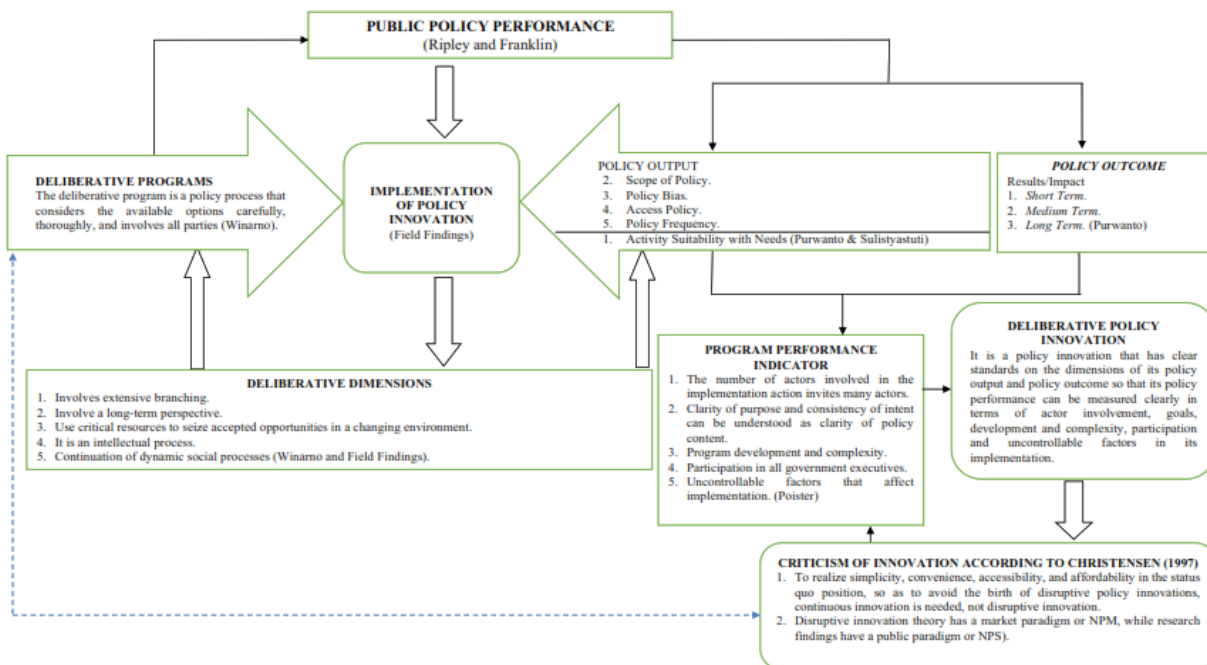 PUBLIC POLICY PERFORMANCE
(Ripley and Franklin)
DELIBERATIVE PROGRAMS
The deliberative program is a policy process that
considers the available options carefully,
thoroughly, and involves all parties (Winarno).
IMPLEMENTATION
OF POLICY
INNOVATION
(Field Findings)
POLICY OUTPUT
2. Scope of Policy.
3. Policy Bias.
4. Access Policy.
5. Policy Frequency.
1. Activity Suitability with Needs (Purwanto & Sulistyastuti)
POLICY OUTCOME
Results/Impact
1. Short Term.
2. Medium Term.
3. Long Term. (Purwanto)
DELIBERATIVE DIMENSIONS
1. Involves extensive branching.
2. Involve a long-term perspective.
3. Use critical resources to seize accepted opportunities in a changing environment.
4. It is an intellectual process.
5. Continuation of dynamic social processes (Winarno and Field Findings).
PROGRAM PERFORMANCE
INDICATOR
1. The number of actors involved in the
implementation action invites many actors.
2. Clarity of purpose and consistency of intent
can be understood as clarity of policy
content.
3. Program development and complexity.
4. Participation in all government executives.
5. Uncontrollable factors that affect
implementation. (Poister)
DELIBERATIVE POLICY
INNOVATION
It is a policy innovation that has clear
standards on the dimensions of its policy
output and policy outcome so that its policy
performance can be measured clearly in
terms of actor involvement, goals,
development and complexity, participation
and uncontrollable factors in its
implementation.
CRITICISM OF INNOVATION ACCORDING TO CHRISTENSEN (1997)
1. To realize simplicity, convenience, accessibility, and affordability in the status
quo position, so as to avoid the birth of disruptive policy innovations,
continuous innovation is needed, not disruptive innovation.
2. Disruptive innovation theory has a market paradigm or NPM, while research
findings have a public paradigm or NPS).